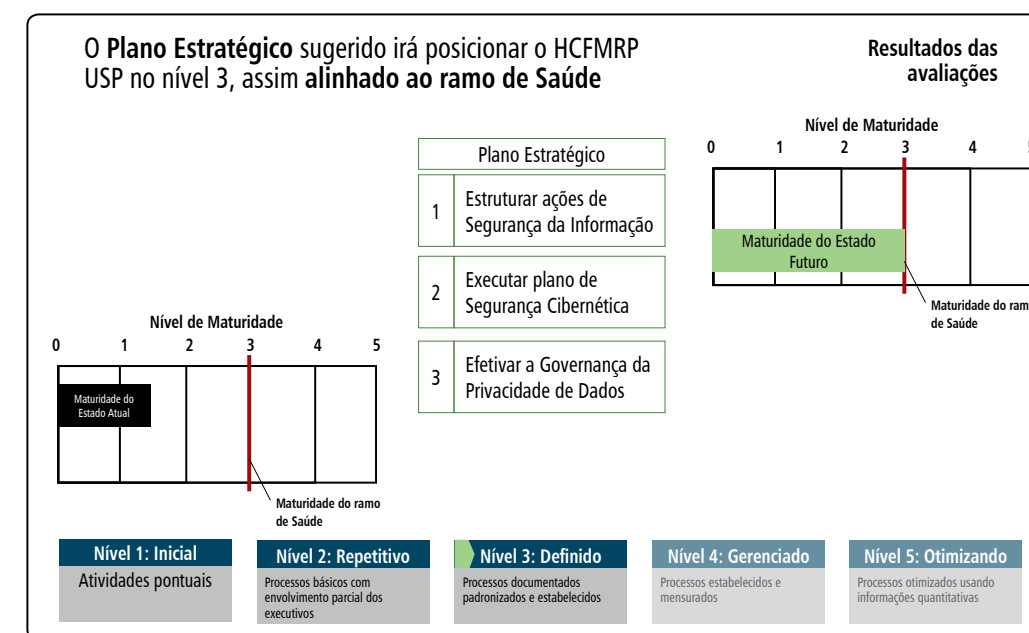 O Plano Estratégico sugerido irá posicionar o HCFMRP
USP no nível 3, assim alinhado ao ramo de Saúde
Resultados das
avaliações
Plano Estratégico
1
Estruturar ações de
Segurança da Informação
2
Executar plano de
Segurança Cibernética
3
Efetivar a Governança da
Privacidade de Dados
Nível de Maturidade
0 1 2 3 4 5
Maturidade do Estado
Futuro
Maturidade do ram
de Saúde
Nível de Maturidade
0 1 2 3 4 5
Maturidade do
Estado Atual
Maturidade do ramo
de Saúde
Nível 1: Inicial
Atividades pontuais
Nível 2: Repetitivo
Processos básicos com
envolvimento parcial dos
executivos
Nível 3: Definido
Processos documentados
padronizados e estabelecidos
Nível 4: Gerenciado
Processos estabelecidos e
mensurados
Nível 5: Otimizando
Processos otimizados usando
informações quantitativas